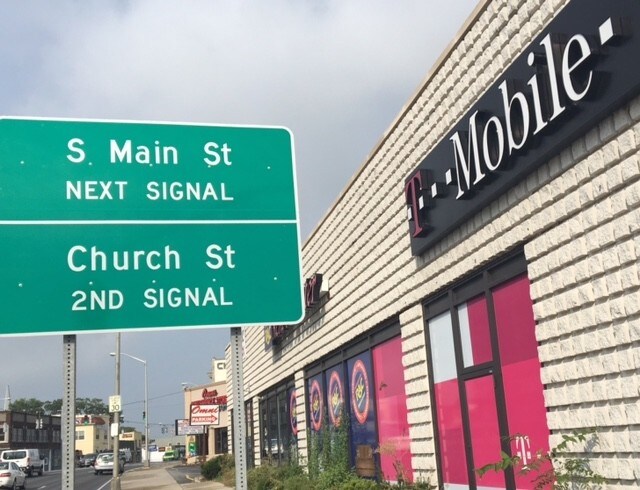 S. Main St
NEXT SIGNAL
Church St
2ND SIGNAL
T··Mobile·
Omni
T